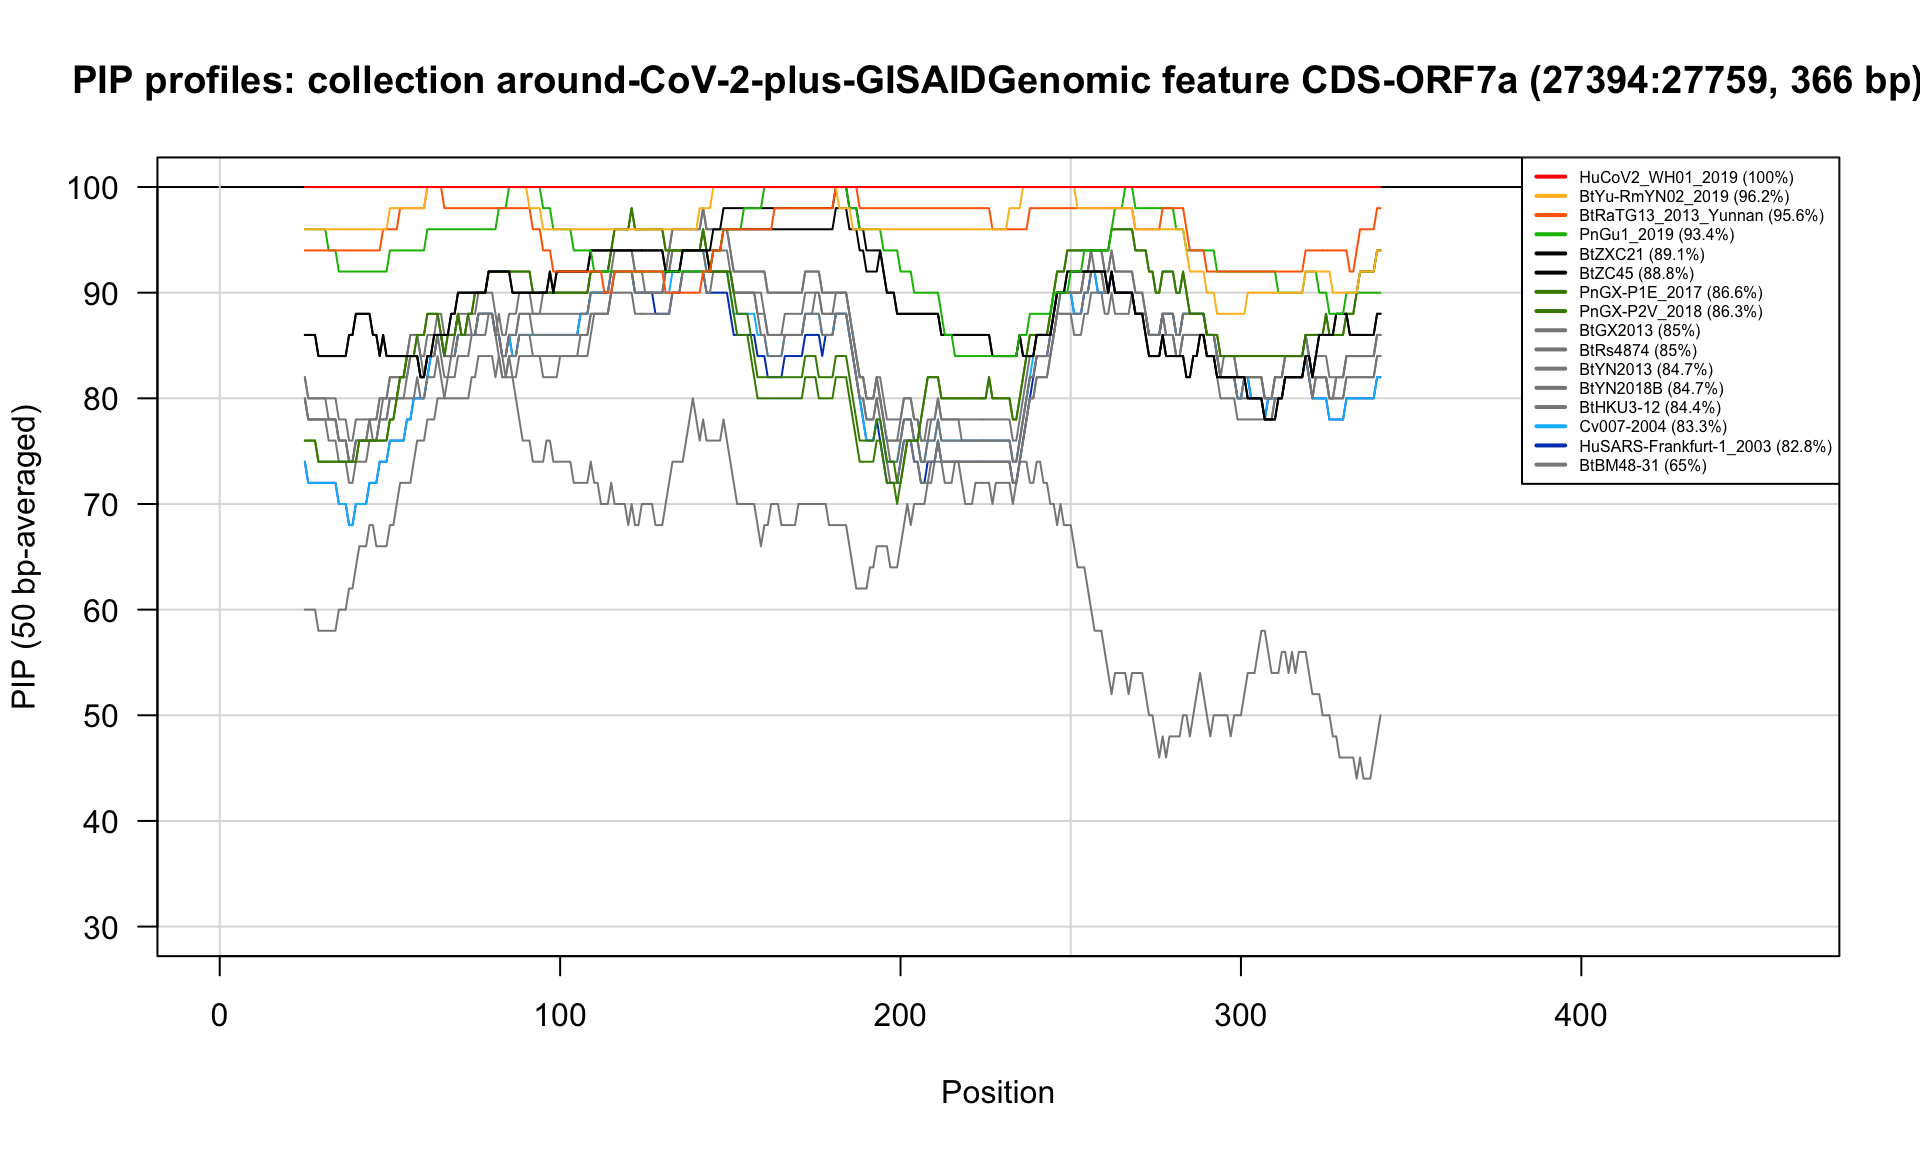 PIP profiles: collection around-CoV-2-plus-GISAIDGenomic feature CDS-ORF7a (27394:27759, 366 bp)
PIP (50 bp-averaged)
100
90
80
70
60
50
40
30
HuCoV2_WH01_2019 (100%)
BtYu-RmYN02_2019 (96.2%)
BtRaTG13_2013_Yunnan (95.6%)
PnGu1_2019 (93.4%)
BtZXC21 (89.1%)
BtZC45 (88.8%)
PnGX-P1E_2017 (86.6%)
PnGX-P2V_2018 (86.3%)
BtGX2013 (85%)
BtRs4874 (85%)
BtYN2013 (84.7%)
BtYN2018B (84.7%)
BtHKU3-12 (84.4%)
Cv007-2004 (83.3%)
HuSARS-Frankfurt-1_2003 (82.8%)
BtBM48-31 (65%)
0 100 200 300 400
Position